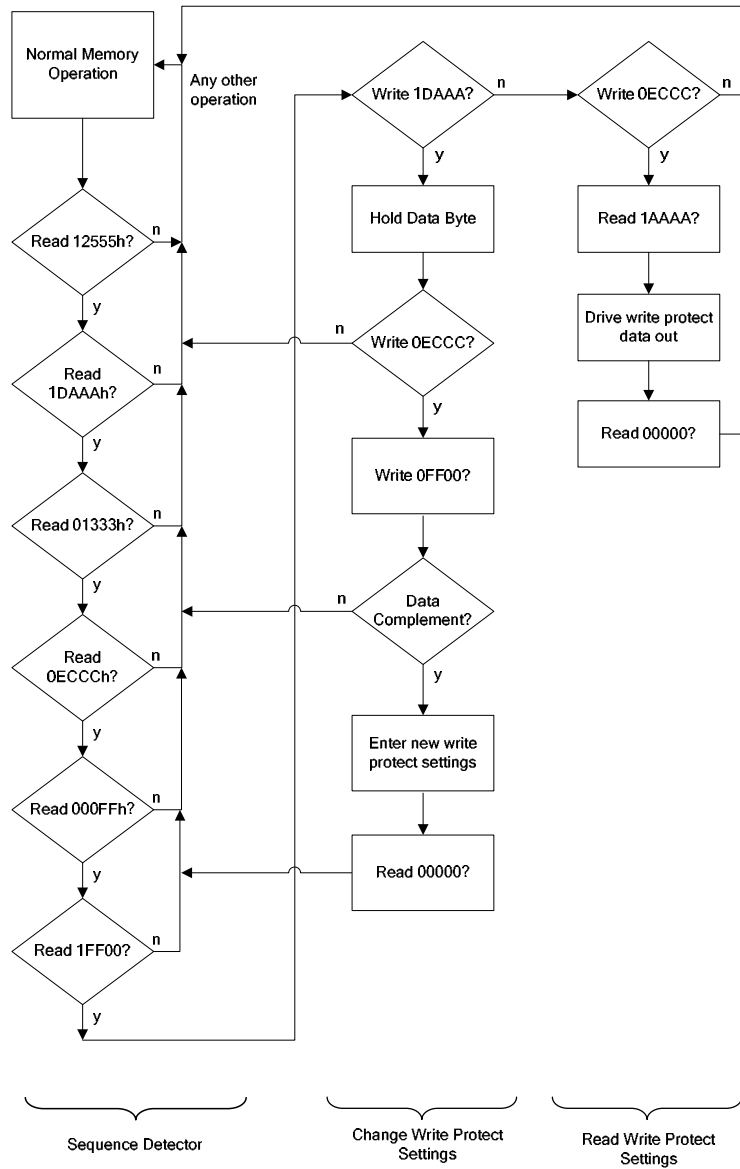 Normal Memory
Operation
Any other
operation
Read 12555h?
n
y
Read
1DAAAh?
n
y
Read 01333h?
n
y
Read
0ECCCh?
n
y
Read 000FFh?
n
y
Read 1FF00?
n
y
Write 1DAAA?
n
y
Hold Data Byte
Write 0ECCC?
n
y
Write 0FF00?
Data
Complement?
n
y
Enter new write
protect settings
Read 00000?
Write 0ECCC?
n
y
Read 1AAAA?
Drive write protect
data out
Read 00000?
Sequence Detector
Change Write Protect
Settings
Read Write Protect
Settings